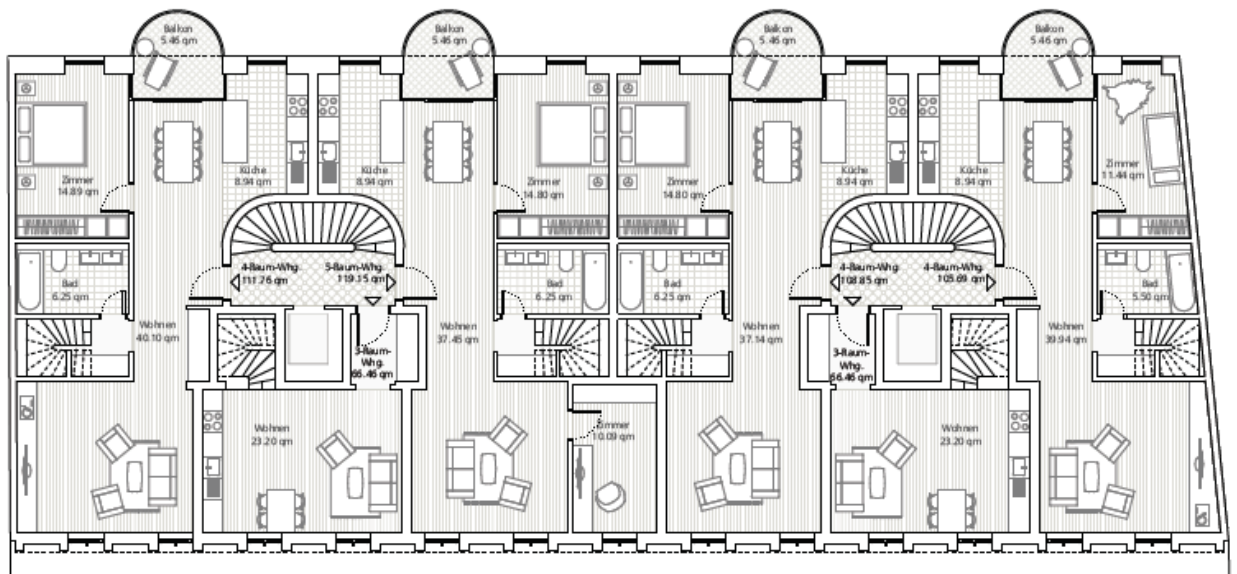 Balkon
5.46 qm
Balkon
5.46 qm
Balkon
5.46 qm
Balkon
5.46 qm
Zimmer
14.89 qm
Küche
8.94 qm
Küche
8.94 qm
Zimmer
14.80 qm
Zimmer
14.80 qm
Küche
8.94 qm
Küche
8.94 qm
Zimmer
11.44 qm
4-Raum-Whg.
111.76 qm
5-Raum-Whg.
119.15 qm
4-Raum-Whg.
108.85 qm
4-Raum-Whg.
105.69 qm
Bad
6.25 qm
Bad
6.25 qm
Bad
6.25 qm
Bad
5.50 qm
Wohnen
40.10 qm
Wohnen
37.45 qm
Wohnen
37.14 qm
Wohnen
39.94 qm
3-Raum-
Whg.
66.46 qm
3-Raum-
Whg.
66.46 qm
Wohnen
23.20 qm
Zimmer
10.09 qm
Wohnen
23.20 qm